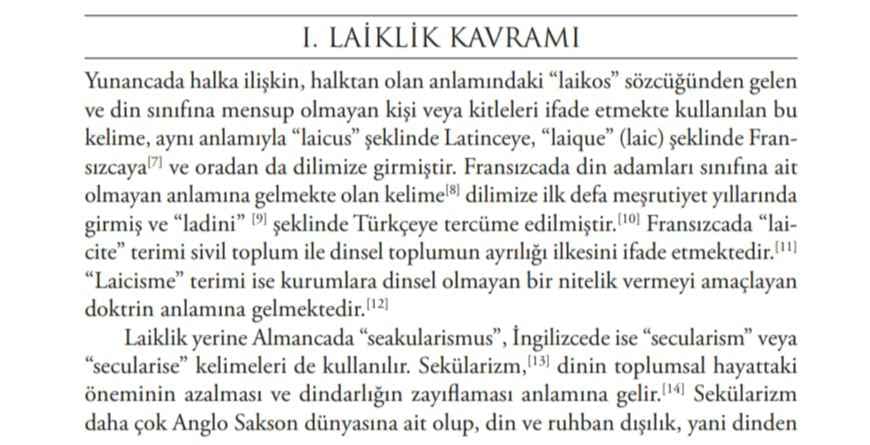 I. LAİKLİK KAVRAMI
Yunancada halka ilişkin, halktan olan anlamındaki “laikos” sözcüğünden gelen
ve din sınıfına mensup olmayan kişi veya kitleleri ifade etmekte kullanılan bu
kelime, aynı anlamıyla “laicus” şeklinde Latinceye, “laique” (laic) şeklinde Fran-
sızcaya[7] ve oradan da dilimize girmiştir. Fransızcada din adamları sınıfına ait
olmayan anlamına gelmekte olan kelime[8] dilimize ilk defa meşrutiyet yıllarında
girmiş ve “ladini” [9] şeklinde Türkçeye tercüme edilmiştir.[10] Fransızcada “lai-
cite” terimi sivil toplum ile dinsel toplumun ayrılığı ilkesini ifade etmektedir.[11]
“Laicisme” terimi ise kurumlara dinsel olmayan bir nitelik vermeyi amaçlayan
doktrin anlamına gelmektedir.[12]
Laiklik yerine Almancada “seakularismus”, İngilizcede ise “secularism” veya
“secularise” kelimeleri de kullanılır. Sekülarizm,[13] dinin toplumsal hayattaki
öneminin azalması ve dindarlığın zayıflaması anlamına gelir.[14] Sekülarizm
daha çok Anglo Sakson dünyasına ait olup, din ve ruhban dışılık, yani dinden